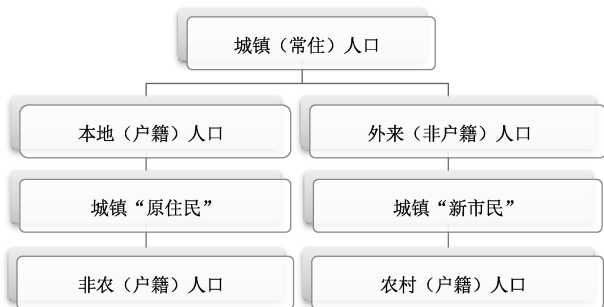 城镇（常住）人口
本地（户籍）人口
外来（非户籍）人口
城镇“原住民”
城镇“新市民”
非农（户籍）人口
农村（户籍）人口